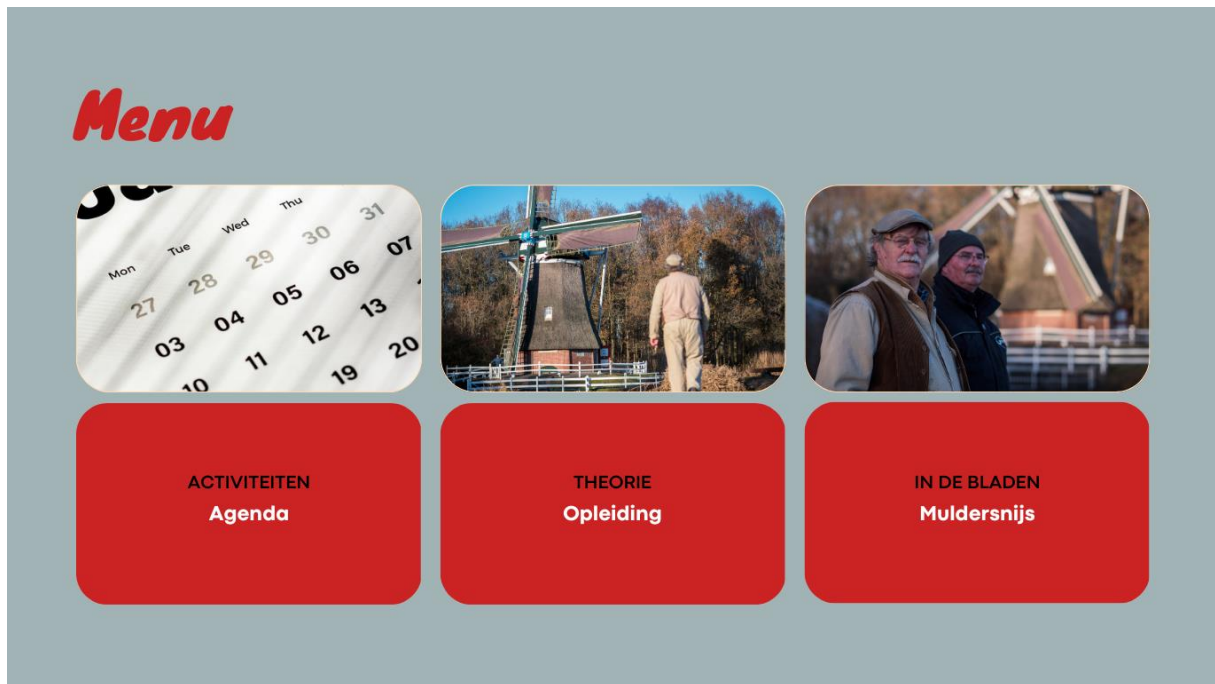 Menu
Mon Tue Wed Thu
27 28 29 30 31
03 04 05 06 07
10 11 12 13
19 20
ACTIVITEITEN
Agenda
THEORIE
Opleiding
IN DE BLADEN
Muldersnijs